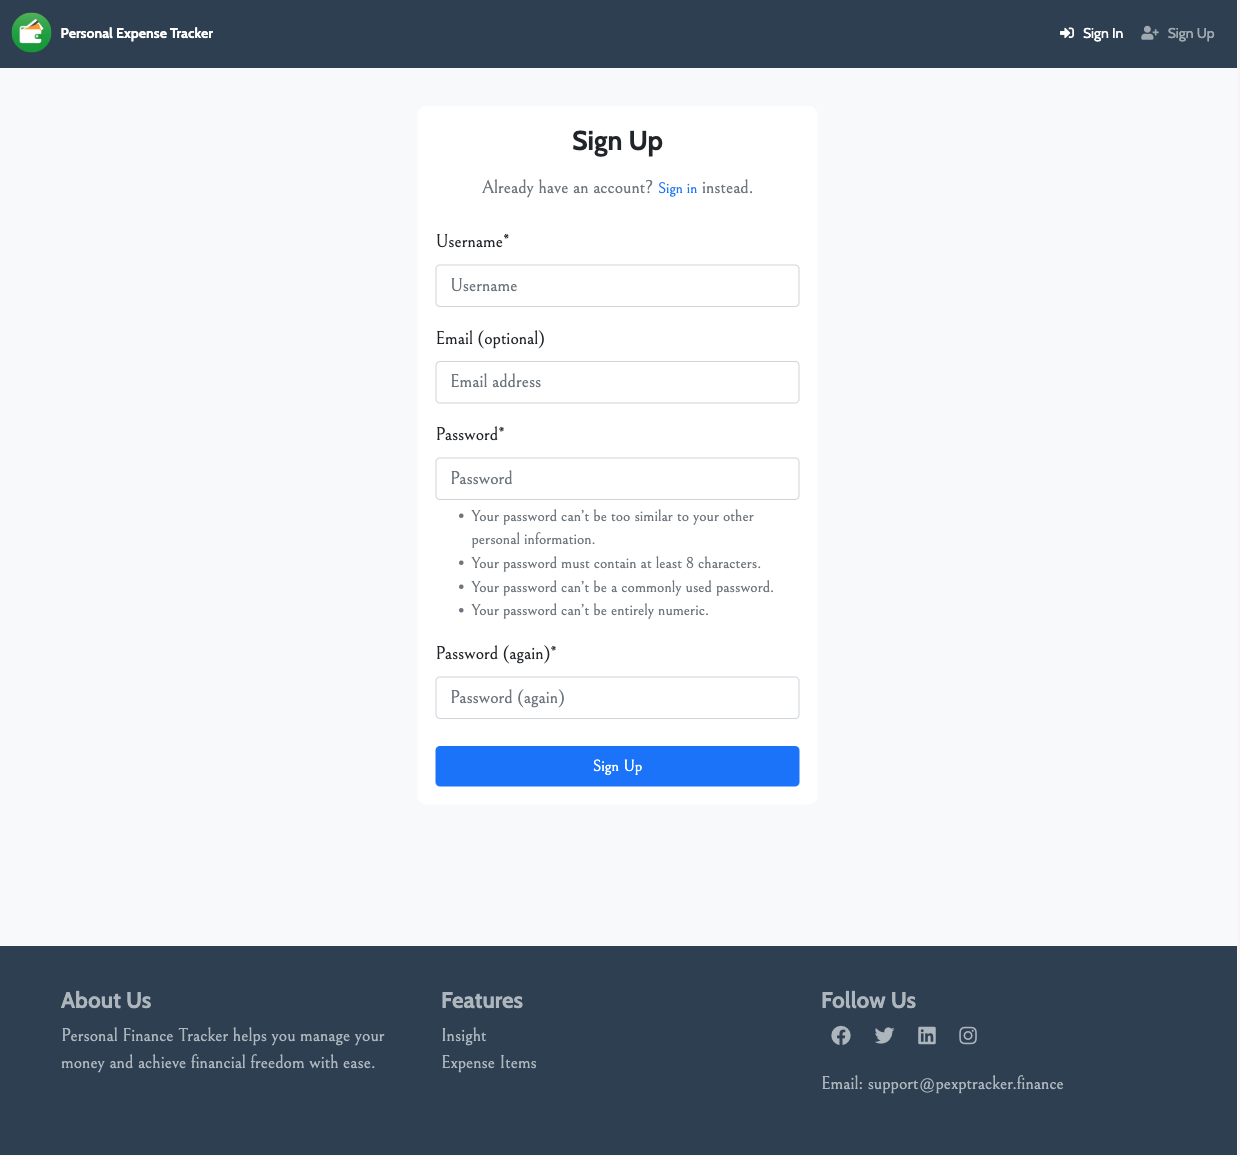 Personal Expense Tracker
Sign In
Sign Up
Sign Up
Already have an account? Sign in instead.
Username*
Username
Email (optional)
Email address
Password*
Password
• Your password can't be too similar to your other
personal information.
• Your password must contain at least 8 characters.
• Your password can't be a commonly used password.
• Your password can't be entirely numeric.
Password (again)*
Password (again)
Sign Up
About Us
Personal Finance Tracker helps you manage your
money and achieve financial freedom with ease.
Features
Insight
Expense Items
Follow Us
Email: support@pexptracker.finance